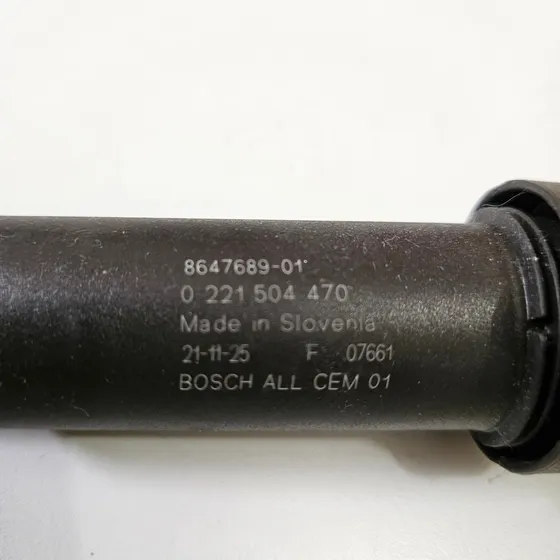 8647689-01
0 221 504 470
Made in Slovenia
21-11-25 F 07661
BOSCH ALL CEM 01